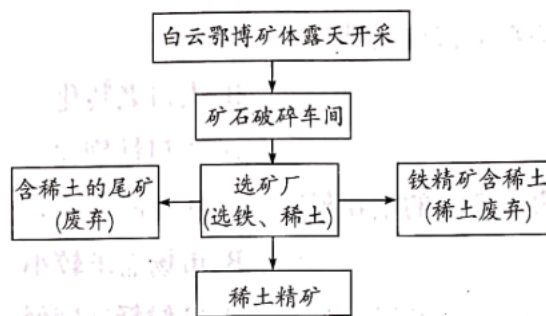 白云鄂博矿体露天开采
矿石破碎车间
含稀土的尾矿
(废弃)
选矿厂
(选铁、稀土)
铁精矿含稀土
(稀土废弃)
稀土精矿